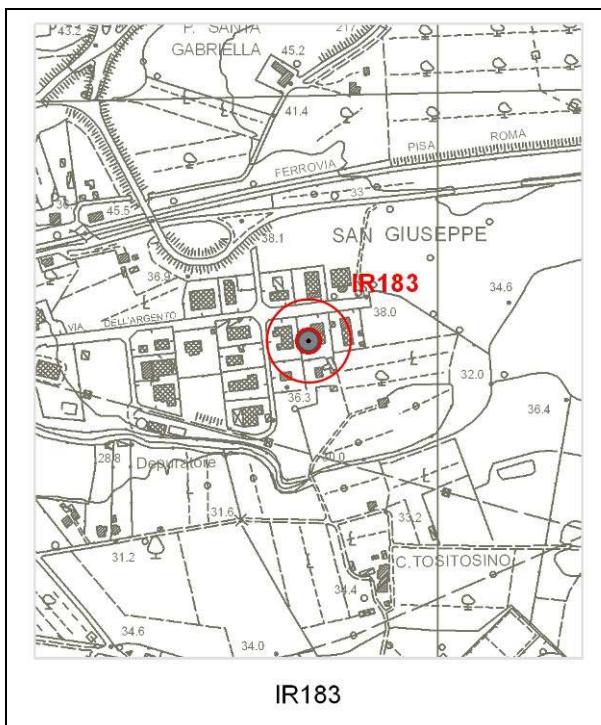 43.2
P. SANTA
GABRIELLA
45.2
217
41.4
PISA
ROMA
FERROVIA
33
45.5
38.1
SAN GIUSEPPE
36.9
IR183
34.6
38.0
VIA
DELL'ARGENTO
32.0
36.3
36.4
28.8
Depuratore
31.6
33.2
31.2
C. TOSITOSINO
34.4
34.6
34.0
IR183